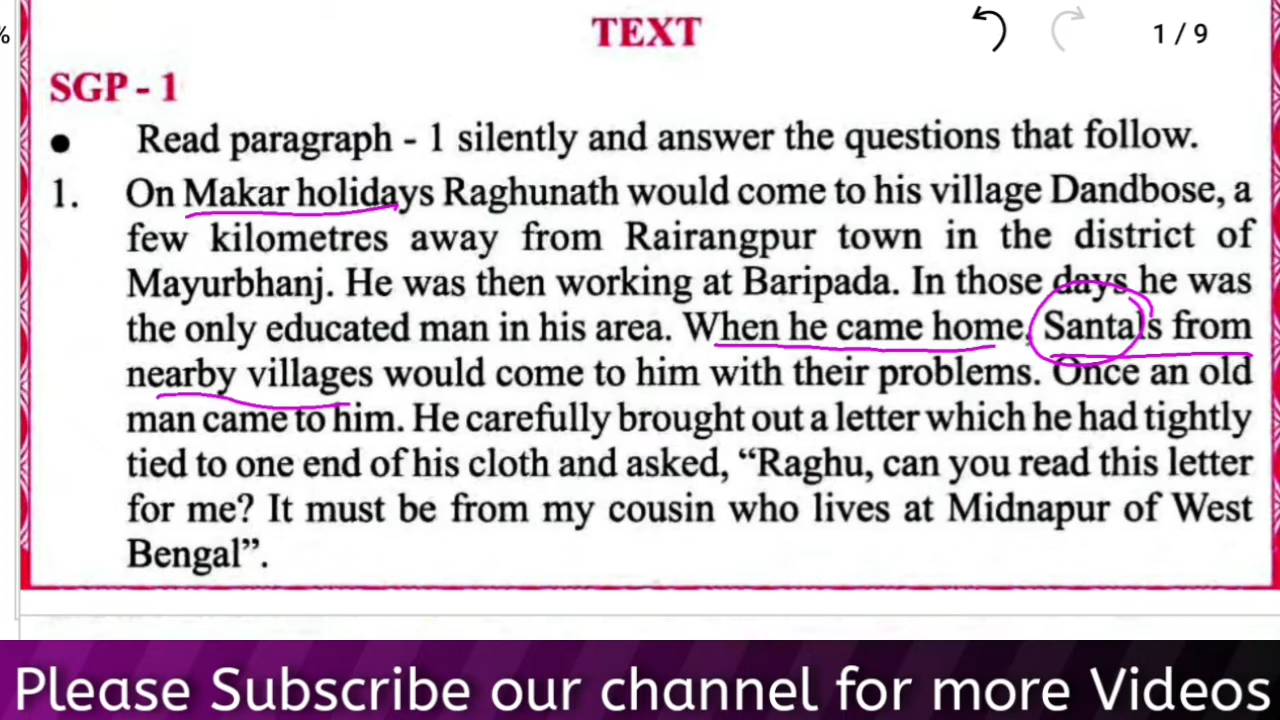 %
TEXT
1 / 9
SGP - 1
● Read paragraph - 1 silently and answer the questions that follow.
1. On Makar holidays Raghunath would come to his village Dandbose, a
few kilometres away from Rairangpur town in the district of
Mayurbhanj. He was then working at Baripada. In those days he was
the only educated man in his area. When he came home, Santals from
nearby villages would come to him with their problems. Once an old
man came to him. He carefully brought out a letter which he had tightly
tied to one end of his cloth and asked, “Raghu, can you read this letter
for me? It must be from my cousin who lives at Midnapur of West
Bengal”.
Please Subscribe our channel for more Videos